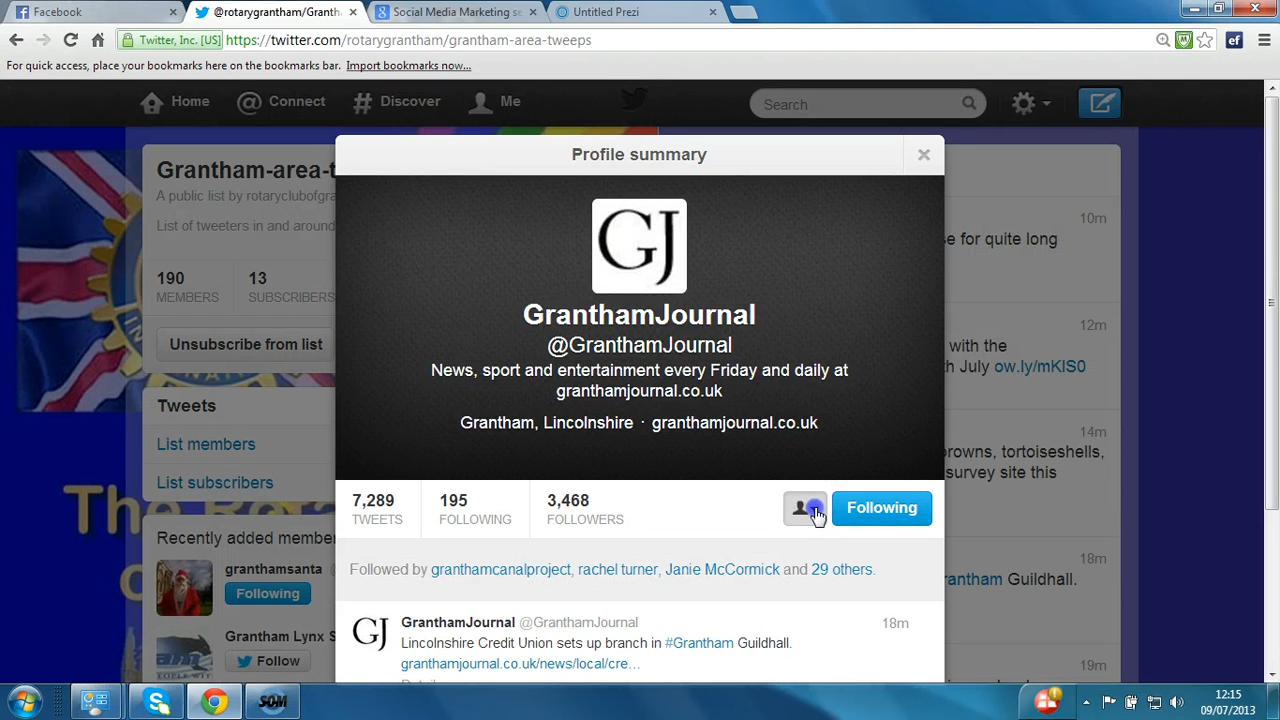 Facebook
@rotarygrantham/Granth
Social Media Marketing se
Untitled Prezi
Twitter, Inc. [US]
https://twitter.com/rotarygrantham/grantham-area-tweeps
ef
For quick access, place your bookmarks here on the bookmarks bar. Import bookmarks now...
Home
Connect
Discover
Me
Search
Profile summary
Grantham-area-t
A public list by rotaryclubofgra
List of tweeters in and around
190
MEMBERS
13
SUBSCRIBERS
Unsubscribe from list
Tweets
List members
List subscribers
Recently added membe
granthamsanta
Following
Grantham Lynx S
Follow
GJ
GranthamJournal
@GranthamJournal
News, sport and entertainment every Friday and daily at
granthamjournal.co.uk
Grantham, Lincolnshire · granthamjournal.co.uk
7,289
TWEETS
195
FOLLOWING
3,468
FOLLOWERS
Following
Followed by granthamcanalproject, rachel turner, Janie McCormick and 29 others.
GJ
GranthamJournal @GranthamJournal
18m
Lincolnshire Credit Union sets up branch in #Grantham Guildhall.
granthamjournal.co.uk/news/local/cre…
10m
se for quite long
12m
with the
th July ow.ly/mKIS0
14m
browns, tortoiseshells,
survey site this
18m
rantham Guildhall.
19m
The Ro
SOM
12:15
09/07/2013